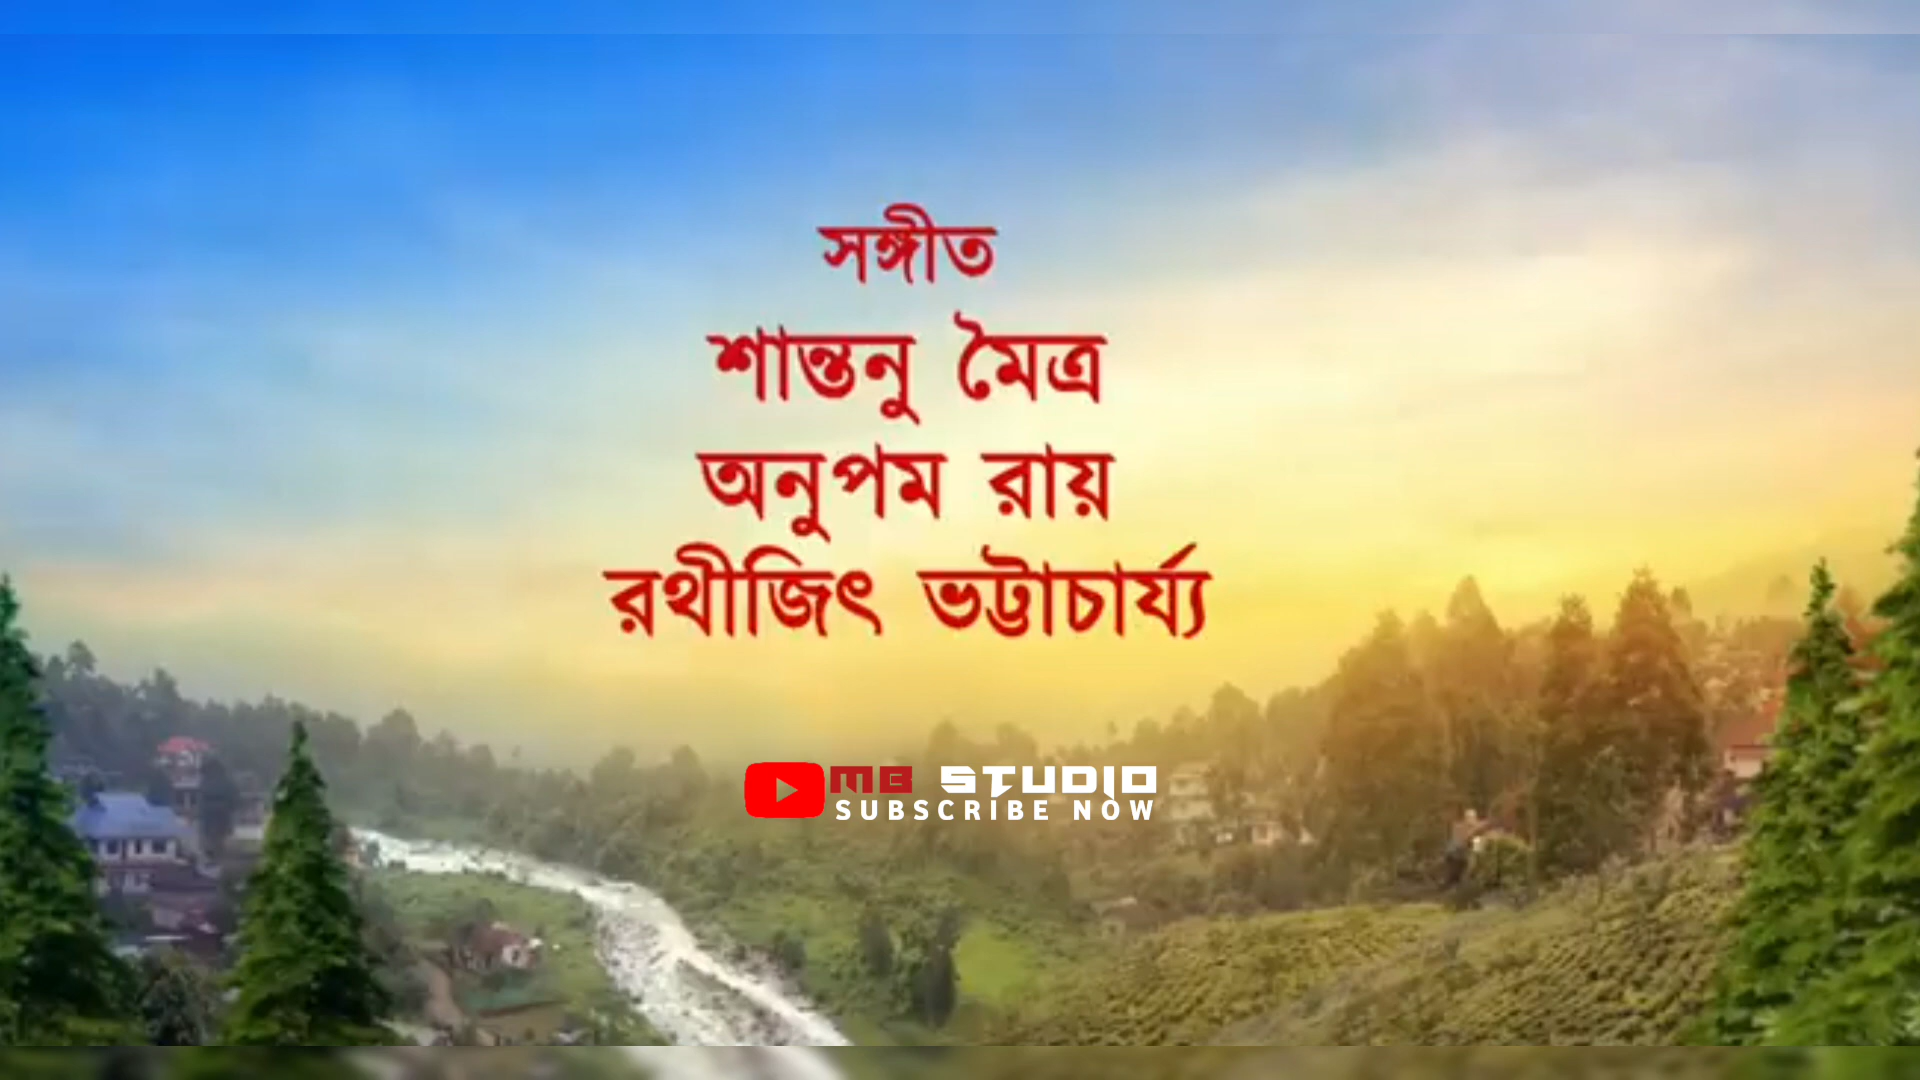 সঙ্গীত
শান্তনু মৈত্র
অনুপম রায়
রথীজিৎ ভট্টাচার্য্য
MB STUDIO
SUBSCRIBE NOW